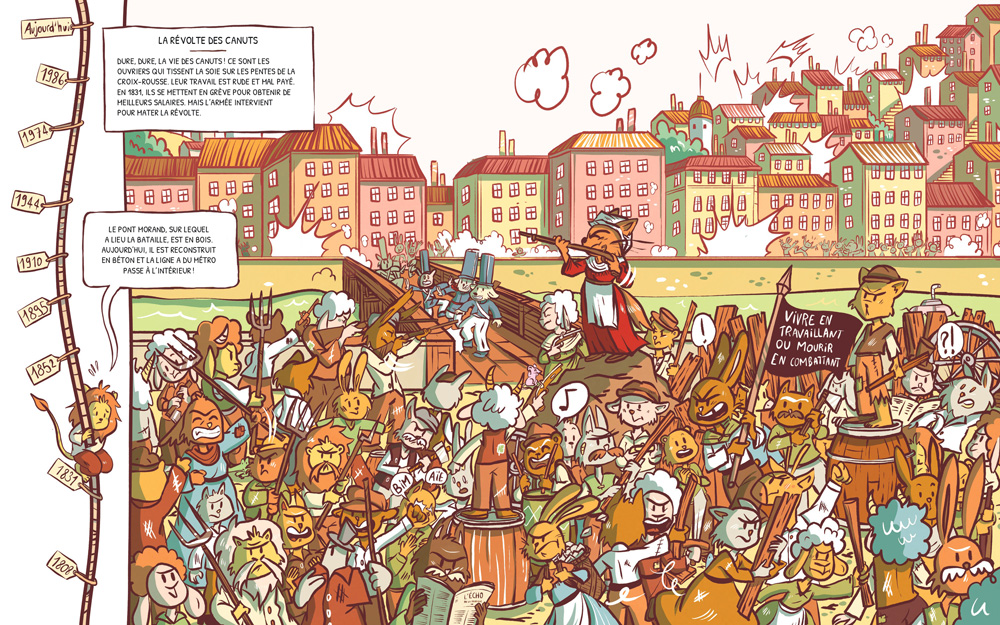 Aujourd'hui
1986
1974
1944
1910
1895
1852
1831
1808
LA RÉVOLTE DES CANUTS
DURE, DURE, LA VIE DES CANUTS ! CE SONT LES
OUVRIERS QUI TISSENT LA SOIE SUR LES PENTES DE LA
CROIX-ROUSSE. LEUR TRAVAIL EST RUDE ET MAL PAYÉ.
EN 1831, ILS SE METTENT EN GRÈVE POUR OBTENIR DE
MEILLEURS SALAIRES. MAIS L'ARMÉE INTERVIENT
POUR MATER LA RÉVOLTE.
LE PONT MORAND, SUR LEQUEL
A LIEU LA BATAILLE, EST EN BOIS.
AUJOURD'HUI, IL EST RECONSTRUIT
EN BÉTON ET LA LIGNE A DU MÉTRO
PASSE À L'INTÉRIEUR !
VIVRE EN
TRAVAILLANT
OU MOURIR
EN COMBATTANT
!
?!
BIM
AÏE
L'ÉCHO